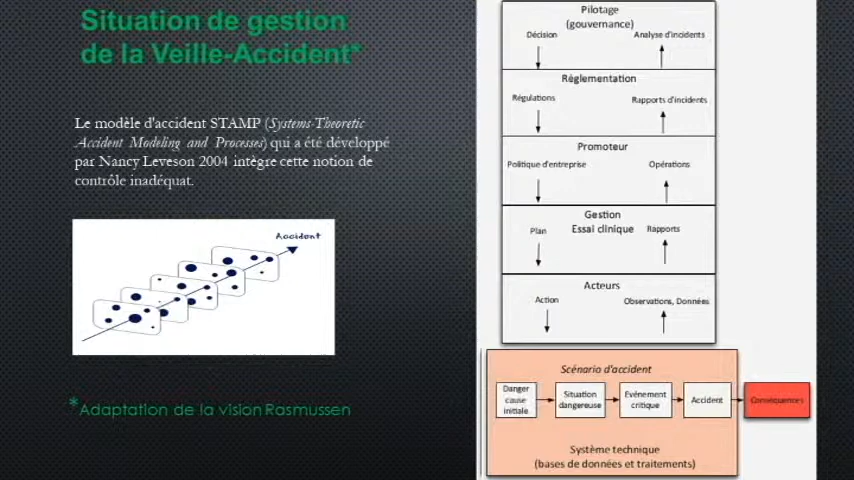 Situation de gestion
de la Veille-Accident*
Le modèle d'accident STAMP (Systems-Theoretic
Accident Modeling and Processes) qui a été développé
par Nancy Leveson 2004 intègre cette notion de
contrôle inadéquat.
Accident
*Adaptation de la vision Rasmussen
Pilotage
(gouvernance)
Décision
Analyse d'incidents
Règlementation
Régulations
Rapports d'incidents
Promoteur
Politique d'entreprise
Opérations
Gestion
Essai clinique
Plan
Rapports
Acteurs
Action
Observations, Données
Scénario d'accident
Danger
cause
initiale
Situation
dangereuse
Evénement
critique
Accident
Conséquences
Système technique
(bases de données et traitements)